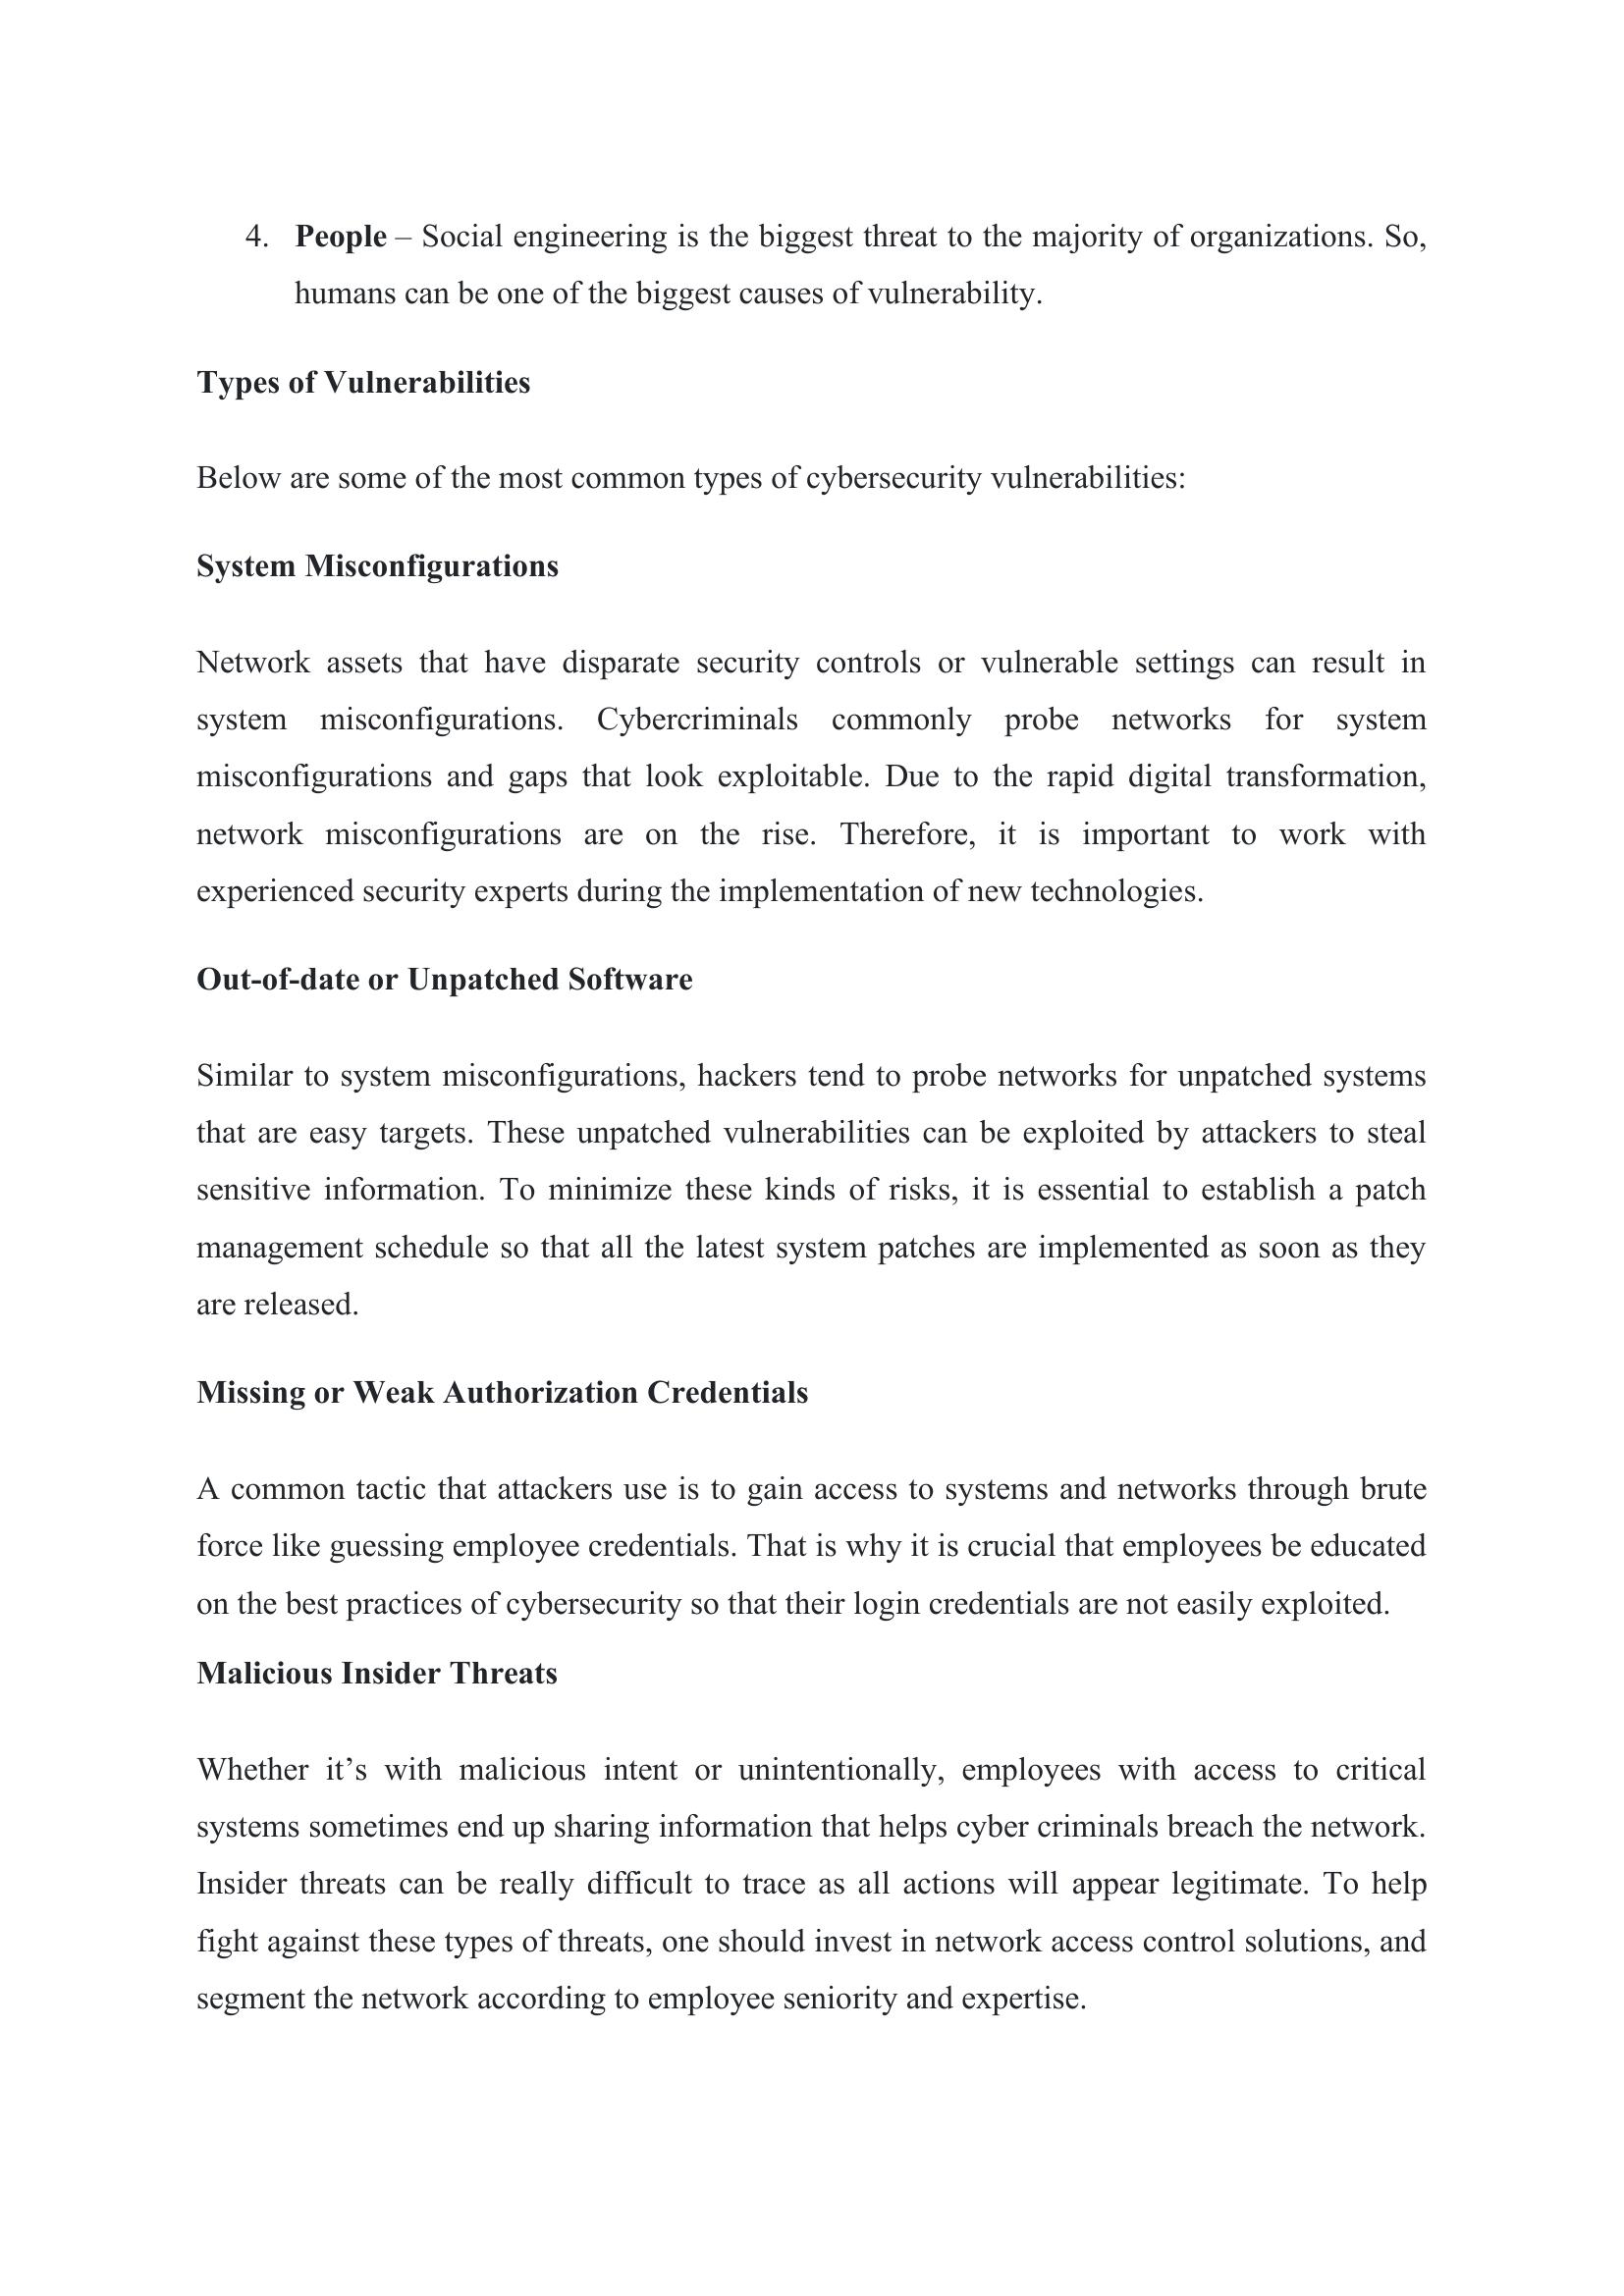 4. People – Social engineering is the biggest threat to the majority of organizations. So,
humans can be one of the biggest causes of vulnerability.
Types of Vulnerabilities
Below are some of the most common types of cybersecurity vulnerabilities:
System Misconfigurations
Network assets that have disparate security controls or vulnerable settings can result in
system misconfigurations. Cybercriminals commonly probe networks for system
misconfigurations and gaps that look exploitable. Due to the rapid digital transformation,
network misconfigurations are on the rise. Therefore, it is important to work with
experienced security experts during the implementation of new technologies.
Out-of-date or Unpatched Software
Similar to system misconfigurations, hackers tend to probe networks for unpatched systems
that are easy targets. These unpatched vulnerabilities can be exploited by attackers to steal
sensitive information. To minimize these kinds of risks, it is essential to establish a patch
management schedule so that all the latest system patches are implemented as soon as they
are released.
Missing or Weak Authorization Credentials
A common tactic that attackers use is to gain access to systems and networks through brute
force like guessing employee credentials. That is why it is crucial that employees be educated
on the best practices of cybersecurity so that their login credentials are not easily exploited.
Malicious Insider Threats
Whether it’s with malicious intent or unintentionally, employees with access to critical
systems sometimes end up sharing information that helps cyber criminals breach the network.
Insider threats can be really difficult to trace as all actions will appear legitimate. To help
fight against these types of threats, one should invest in network access control solutions, and
segment the network according to employee seniority and expertise.